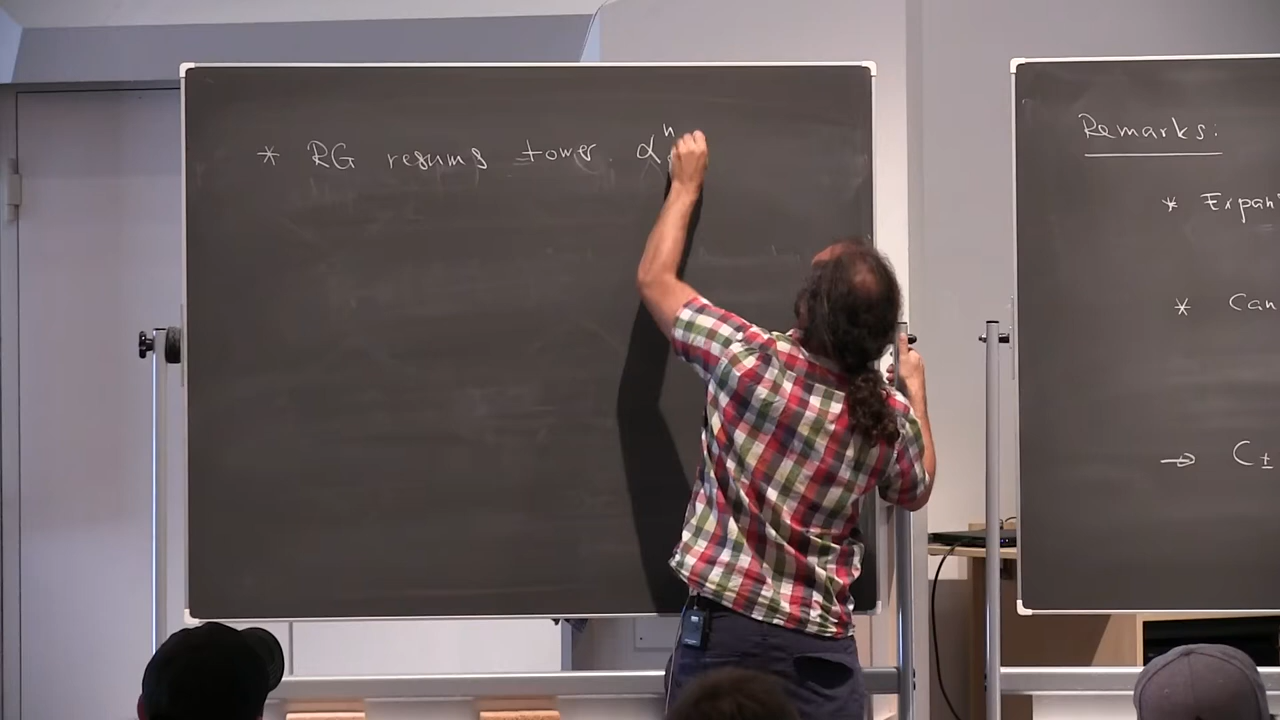 * RG resums tower α^n
Remarks:
* Expan
* Can
→ C±